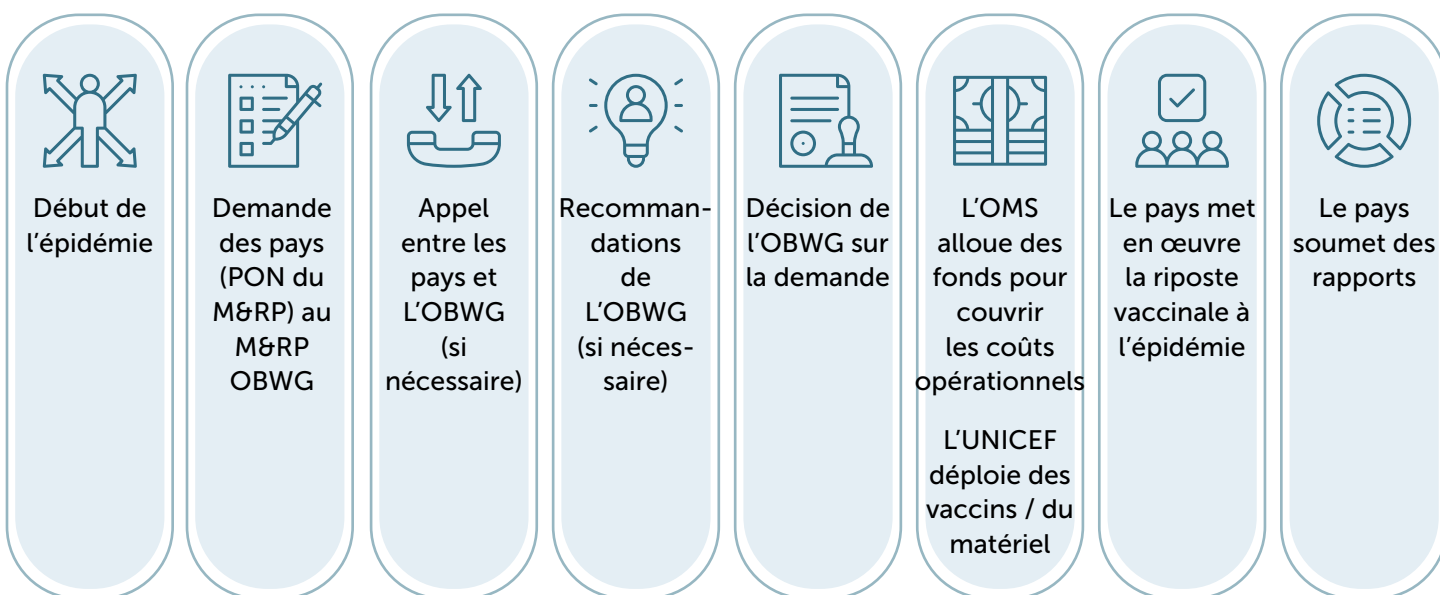 Début de
l’épidémie
Demande
des pays
(PON du
M&RP) au
M&RP
OBWG
Appel
entre les
pays et
L’OBWG
(si
nécessaire)
Recomman-
dations
de
L’OBWG
(si néces-
saire)
Décision de
l’OBWG sur
la demande
L’OMS
alloue des
fonds pour
couvrir
les coûts
opérationnels
L’UNICEF
déploie des
vaccins / du
matériel
Le pays met
en œuvre
la riposte
vaccinale à
l’épidémie
Le pays
soumet des
rapports